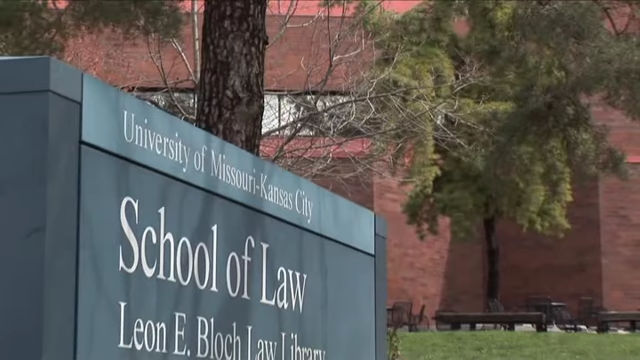 University of Missouri-Kansas City
School of Law
Leon E. Bloch Law Library